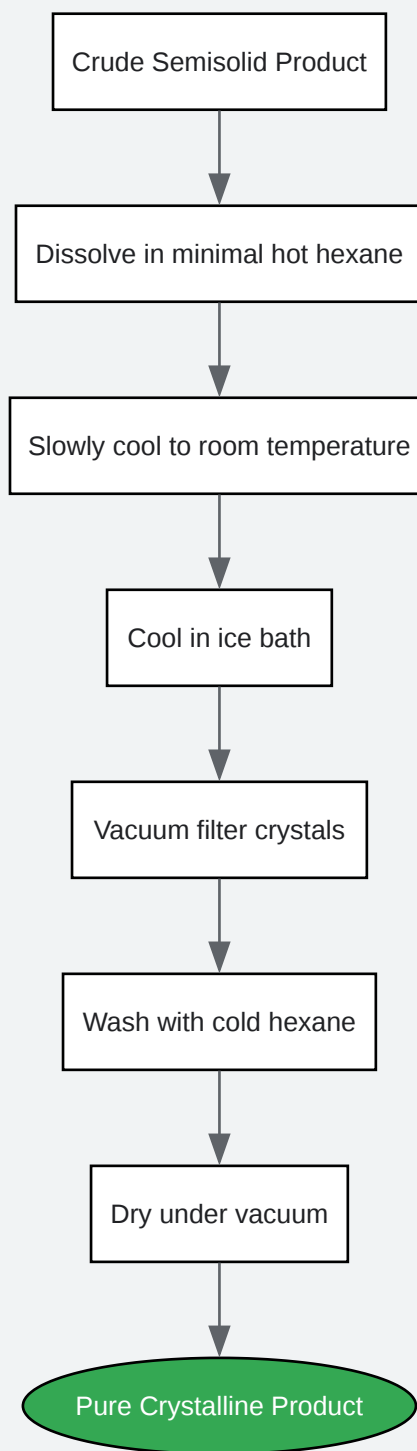 Crude Semisolid Product
Dissolve in minimal hot hexane
Slowly cool to room temperature
Cool in ice bath
Vacuum filter crystals
Wash with cold hexane
Dry under vacuum
Pure Crystalline Product